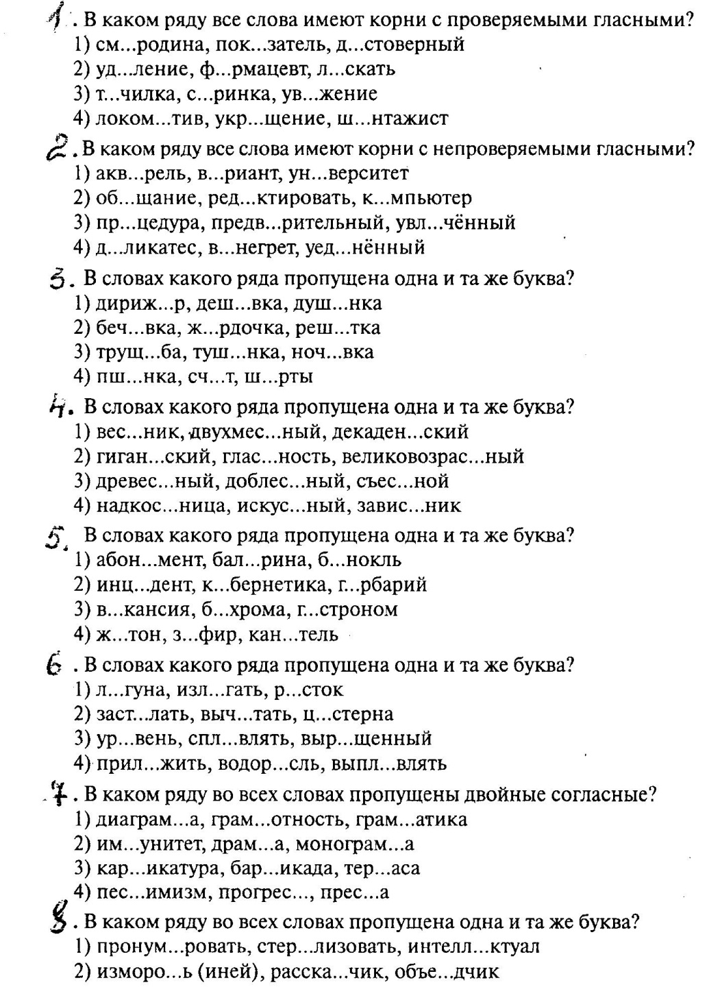 1. В каком ряду все слова имеют корни с проверяемыми гласными?
1) см...родина, пок...затель, д...стоверный
2) уд...ление, ф...рмацевт, л...скать
3) т...чилка, с...ринка, ув...жение
4) локом...тив, укр...щение, ш...нтажист
2. В каком ряду все слова имеют корни с непроверяемыми гласными?
1) акв...рель, в...риант, ун...верситет
2) об...щание, ред...ктировать, к...мпьютер
3) пр...цедура, предв...рительный, увл...чённый
4) д...ликатес, в...негрет, уед...нённый
3. В словах какого ряда пропущена одна и та же буква?
1) дириж...р, деш...вка, душ...нка
2) беч...вка, ж...рдочка, реш...тка
3) трущ...ба, туш...нка, ноч...вка
4) пш...нка, сч...т, ш...рты
4. В словах какого ряда пропущена одна и та же буква?
1) вес...ник, двухмес...ный, декаден...ский
2) гиган...ский, глас...ность, великовозрас...ный
3) древес...ный, доблес...ный, съес...ной
4) надкос...ница, искус...ный, завис...ник
5. В словах какого ряда пропущена одна и та же буква?
1) абон...мент, бал...рина, б...нокль
2) инц...дент, к...бернетика, г...рбарий
3) в...кансия, б...хрома, г...строном
4) ж...тон, з...фир, кан...тель
6. В словах какого ряда пропущена одна и та же буква?
1) л...гуна, изл...гать, р...сток
2) заст...лать, выч...тать, ц...стерна
3) ур...вень, спл...влять, выр...щенный
4) прил...жить, водор...сль, выпл...влять
7. В каком ряду во всех словах пропущены двойные согласные?
1) диаграм...а, грам...отность, грам...атика
2) им...унитет, драм...а, монограм...а
3) кар...икатура, бар...икада, тер...аса
4) пес...имизм, прогрес..., прес...а
8. В каком ряду во всех словах пропущена одна и та же буква?
1) пронум...ровать, стер...лизовать, интелл...ктуал
2) изморо...ь (иней), расска...чик, объе...дчик